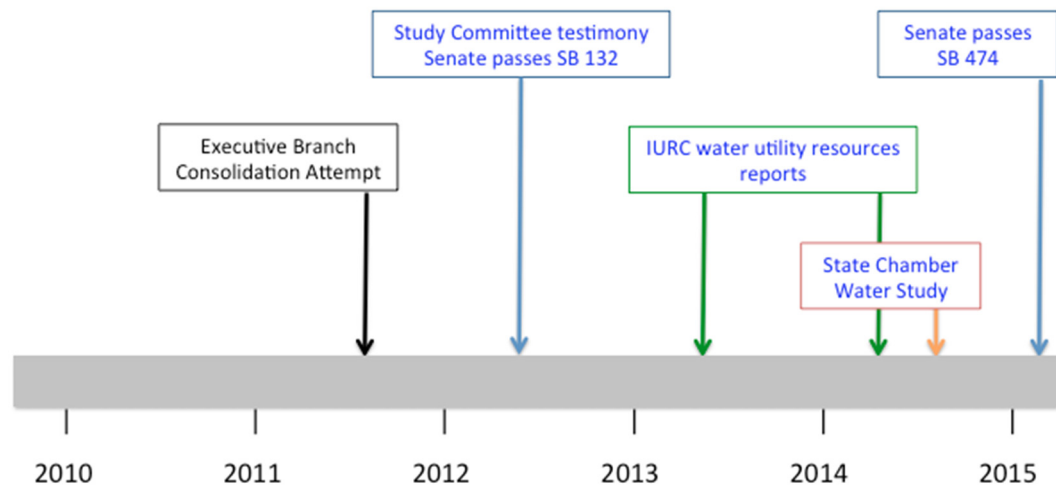 Study Committee testimony
Senate passes SB 132
Senate passes
SB 474
Executive Branch
Consolidation Attempt
IURC water utility resources
reports
State Chamber
Water Study
2010
2011
2012
2013
2014
2015